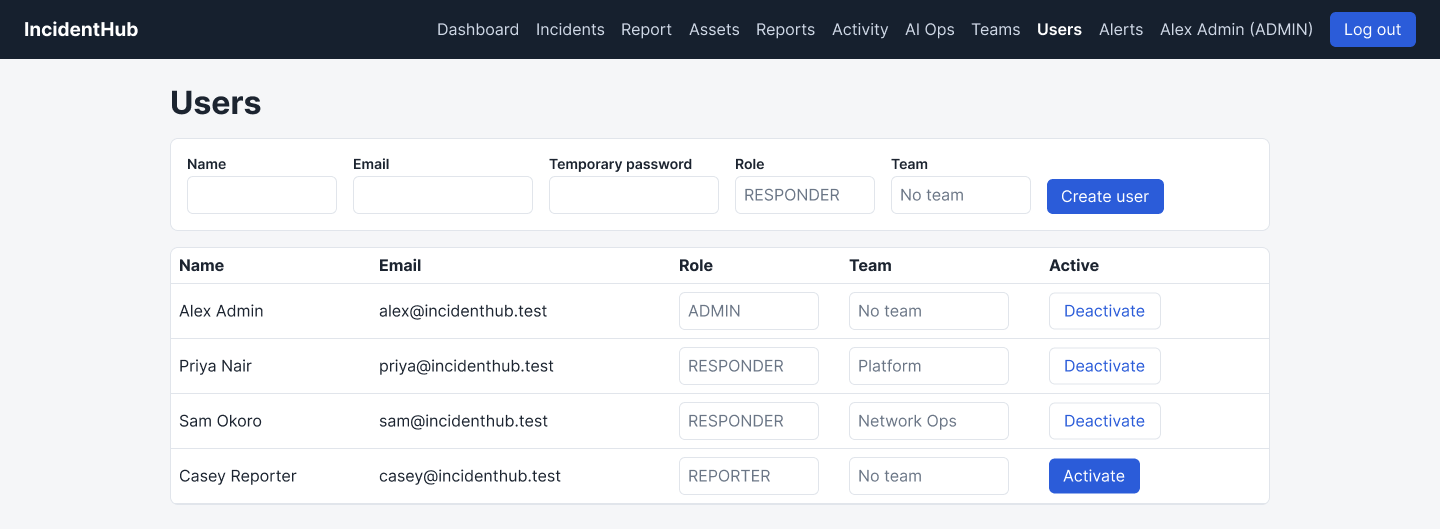 IncidentHub Dashboard Incidents Report Assets Reports Activity AI Ops Teams Users Alerts Alex Admin (ADMIN) Log out
Users
Name Email Temporary password Role Team
RESPONDER No team Create user
Name Email Role Team Active
Alex Admin alex@incidenthub.test ADMIN No team Deactivate
Priya Nair priya@incidenthub.test RESPONDER Platform Deactivate
Sam Okoro sam@incidenthub.test RESPONDER Network Ops Deactivate
Casey Reporter casey@incidenthub.test REPORTER No team Activate